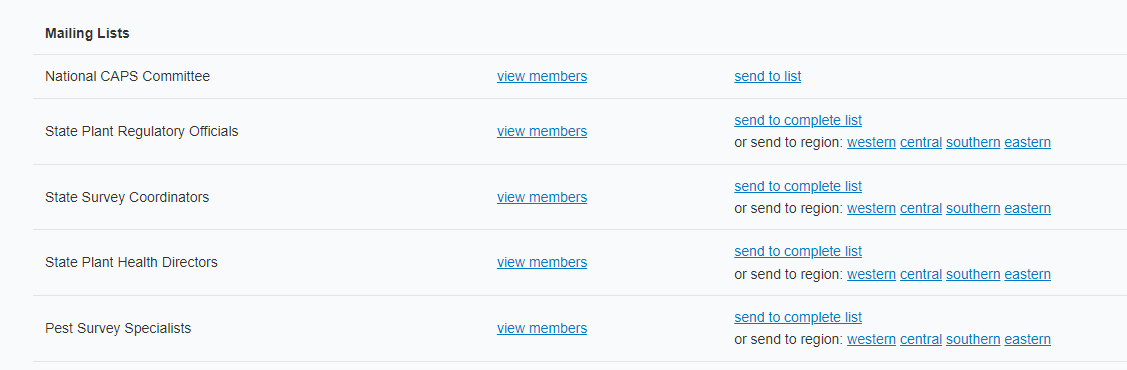 Mailing Lists
National CAPS Committee view members send to list
State Plant Regulatory Officials view members send to complete list
or send to region: western central southern eastern
State Survey Coordinators view members send to complete list
or send to region: western central southern eastern
State Plant Health Directors view members send to complete list
or send to region: western central southern eastern
Pest Survey Specialists view members send to complete list
or send to region: western central southern eastern